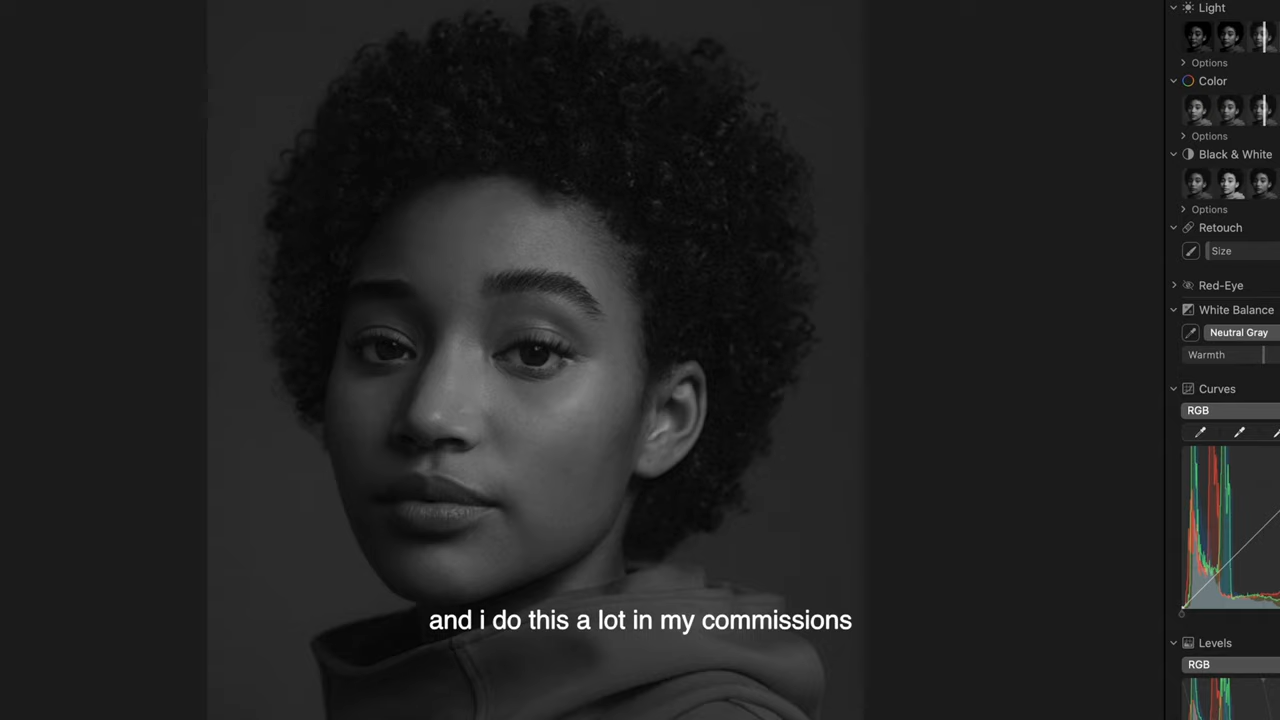 Light
Options
Color
Options
Black & White
Options
Retouch
Size
Red-Eye
White Balance
Neutral Gray
Warmth
Curves
RGB
Levels
RGB
and i do this a lot in my commissions